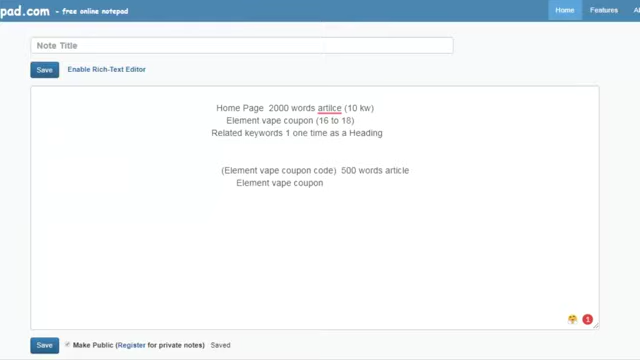 pad.com - free online notepad
Home Features
Note Title
Save Enable Rich-Text Editor
Home Page 2000 words artilce (10 kw)
Element vape coupon (16 to 18)
Related keywords 1 one time as a Heading
(Element vape coupon code) 500 words article
Element vape coupon
1
Save Make Public (Register for private notes) Saved